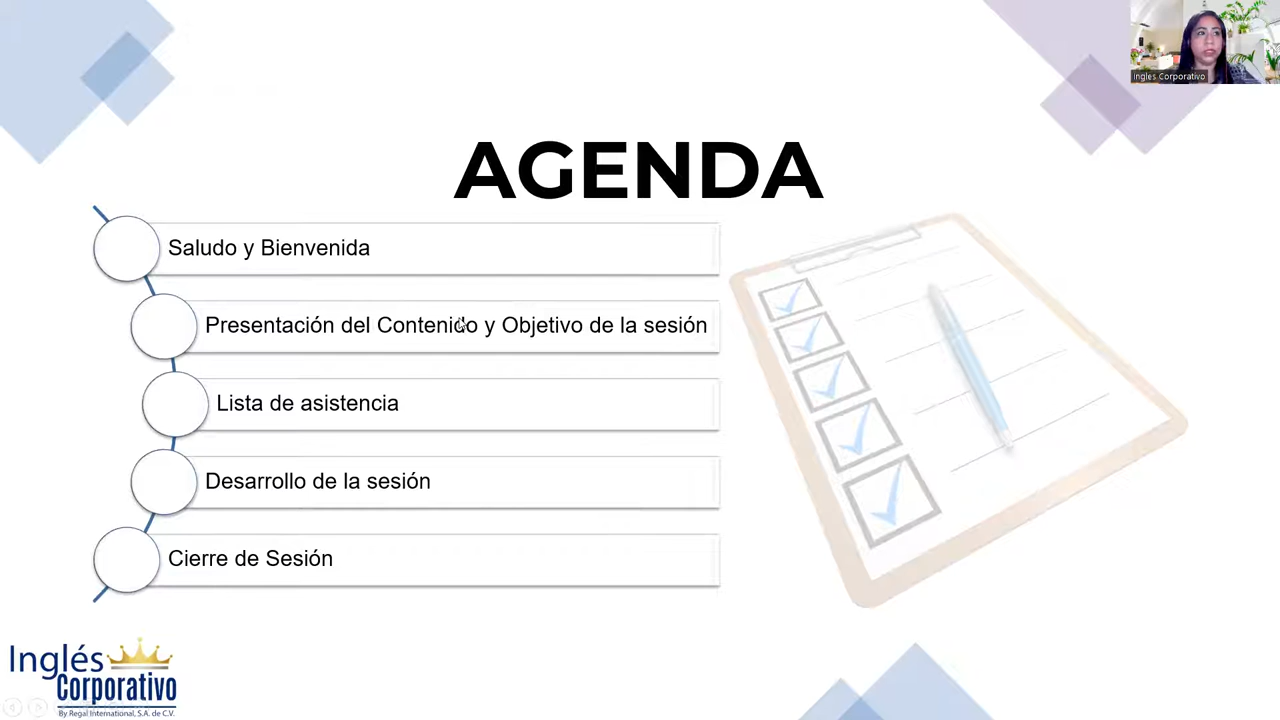 Ingles Corporativo
AGENDA
Saludo y Bienvenida
Presentación del Contenido y Objetivo de la sesión
Lista de asistencia
Desarrollo de la sesión
Cierre de Sesión
Inglés
Corporativo
By Regal International, S.A. de C.V.